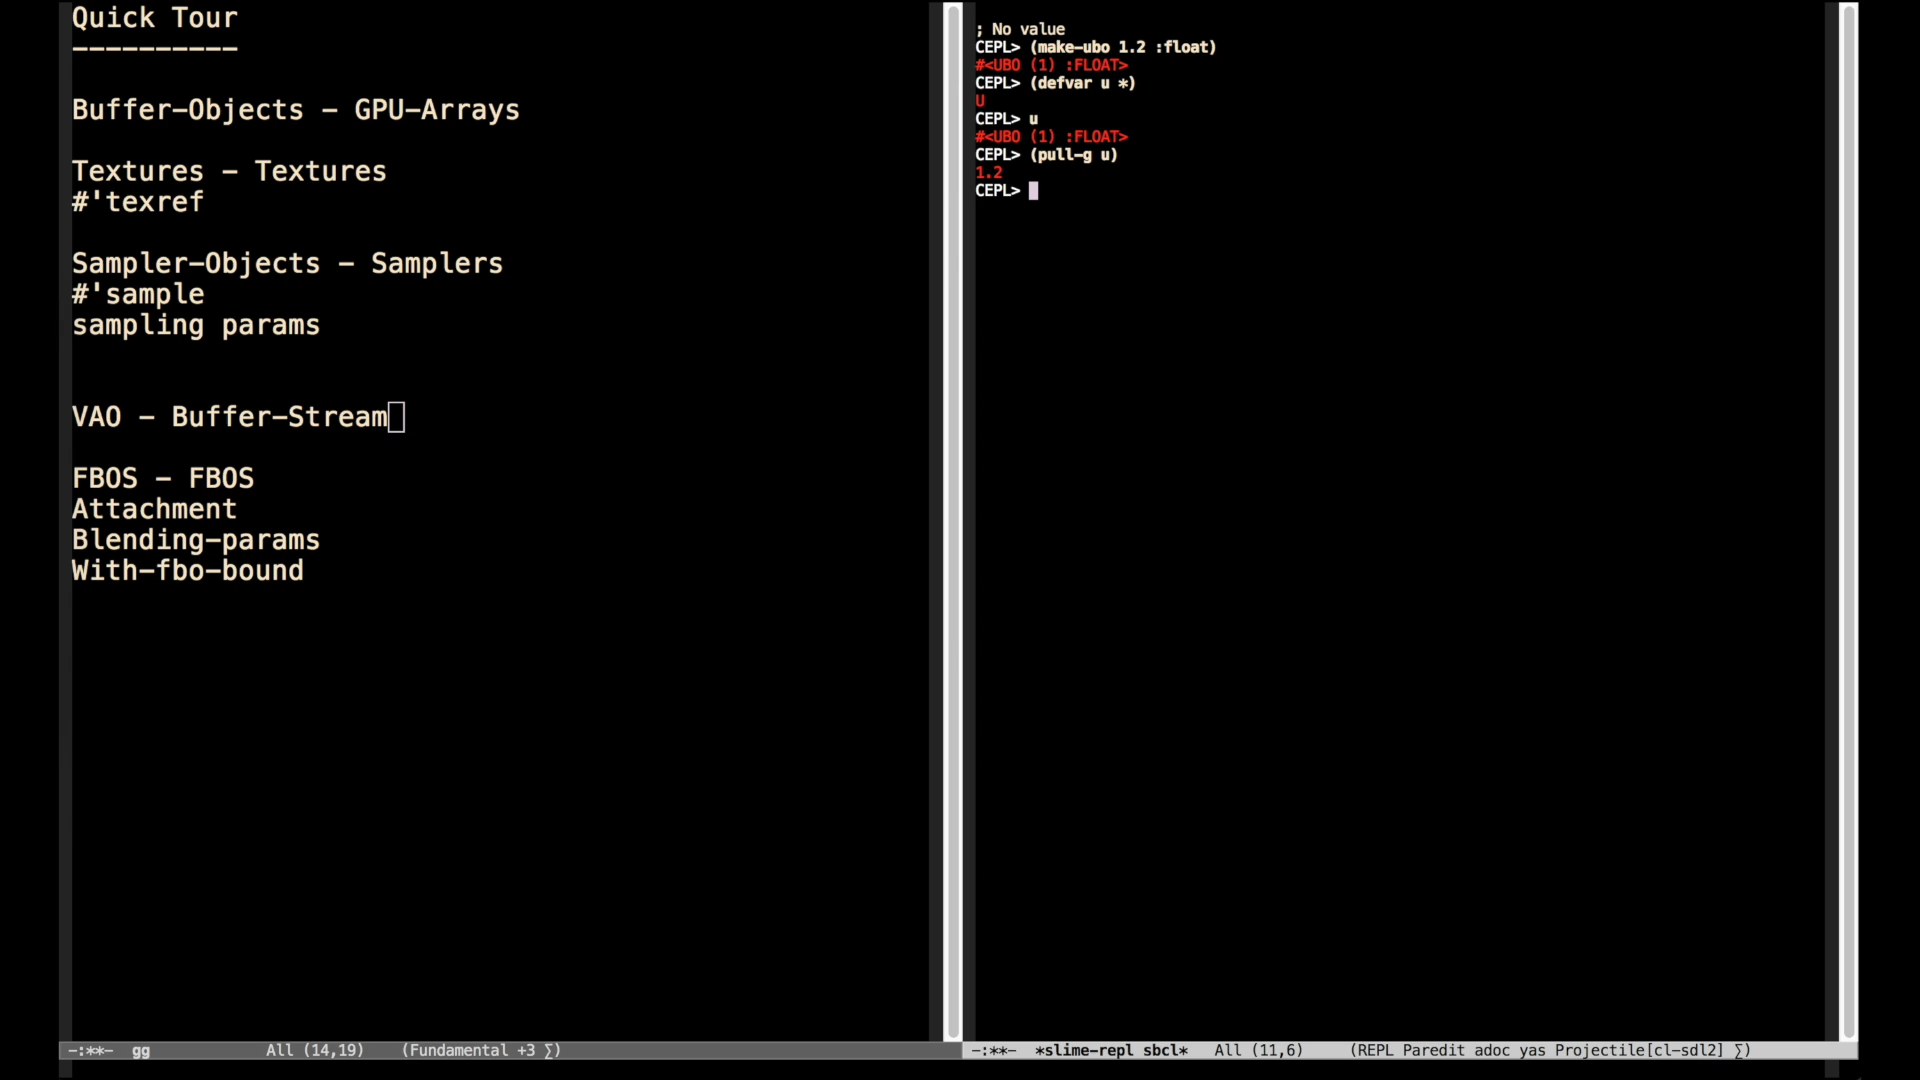 Quick Tour
----------
Buffer-Objects - GPU-Arrays
Textures - Textures
#'texref
Sampler-Objects - Samplers
#'sample
sampling params
VAO - Buffer-Stream
FBOS - FBOS
Attachment
Blending-params
With-fbo-bound
-:**-  gg             All (14,19)    (Fundamental +3 ∑)
; No value
CEPL> (make-ubo 1.2 :float)
#<UBO (1) :FLOAT>
CEPL> (defvar u *)
U
CEPL> u
#<UBO (1) :FLOAT>
CEPL> (pull-g u)
1.2
CEPL>
-:**-  *slime-repl sbcl*   All (11,6)     (REPL Paredit adoc yas Projectile[cl-sdl2] ∑)